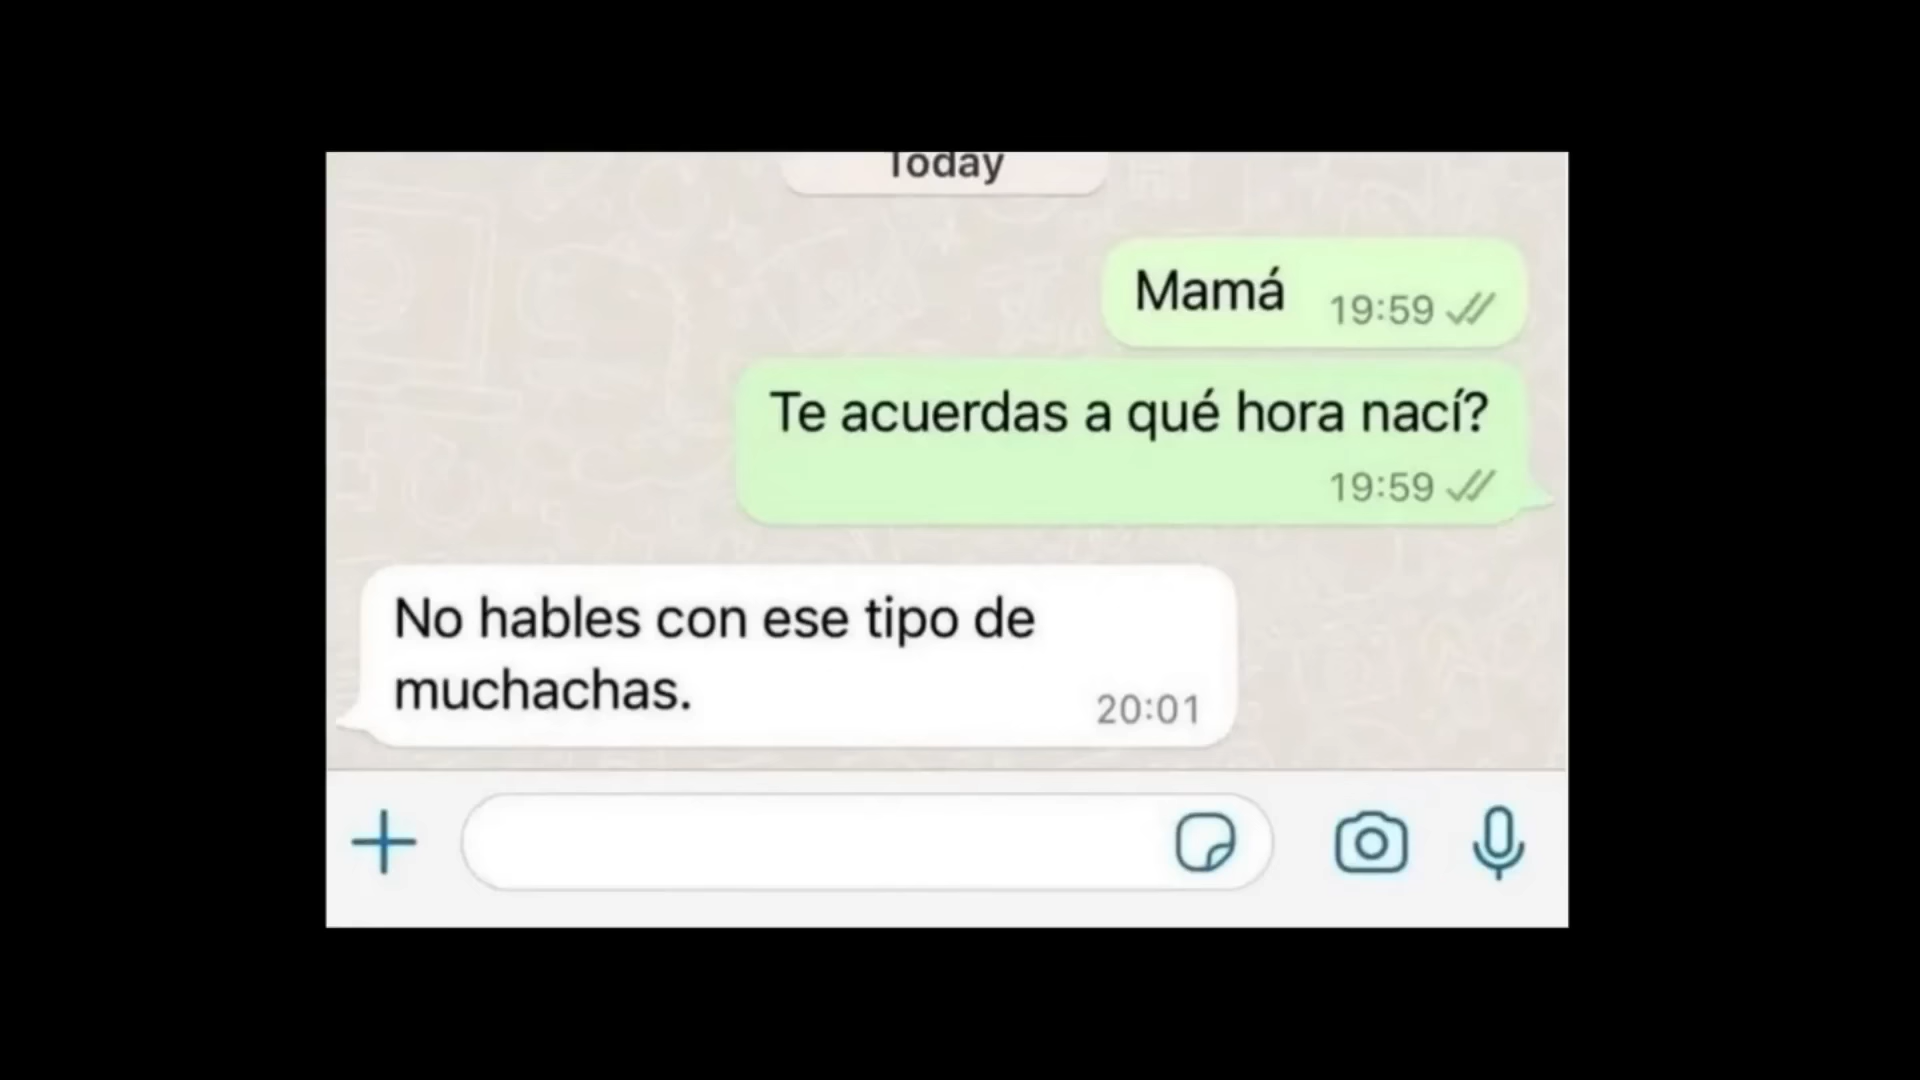 Today
Mamá 19:59
Te acuerdas a qué hora nací?
19:59
No hables con ese tipo de
muchachas.
20:01